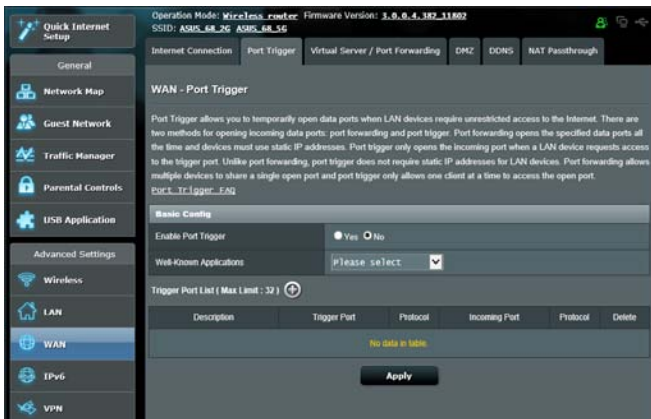 Quick Internet Setup
Operation Mode: Wireless router Firmware Version: 3.0.0.4.382_11802
SSID: ASUS_68_2G ASUS_68_5G
Internet Connection Port Trigger Virtual Server / Port Forwarding DMZ DDNS NAT Passthrough
General
Network Map
Guest Network
Traffic Manager
Parental Controls
USB Application
Advanced Settings
Wireless
LAN
WAN
IPv6
VPN
WAN - Port Trigger
Port Trigger allows you to temporarily open data ports when LAN devices require unrestricted access to the Internet. There are
two methods for opening incoming data ports: port forwarding and port trigger. Port forwarding opens the specified data ports all
the time and devices must use static IP addresses. Port trigger only opens the incoming port when a LAN device requests access
to the trigger port. Unlike port forwarding, port trigger does not require static IP addresses for LAN devices. Port forwarding allows
multiple devices to share a single open port and port trigger only allows one client at a time to access the open port.
Port Trigger FAQ
Basic Config
Enable Port Trigger Yes No
Well-Known Applications Please select
Trigger Port List ( Max Limit : 32 )
Description Trigger Port Protocol Incoming Port Protocol Delete
No data in table.
Apply